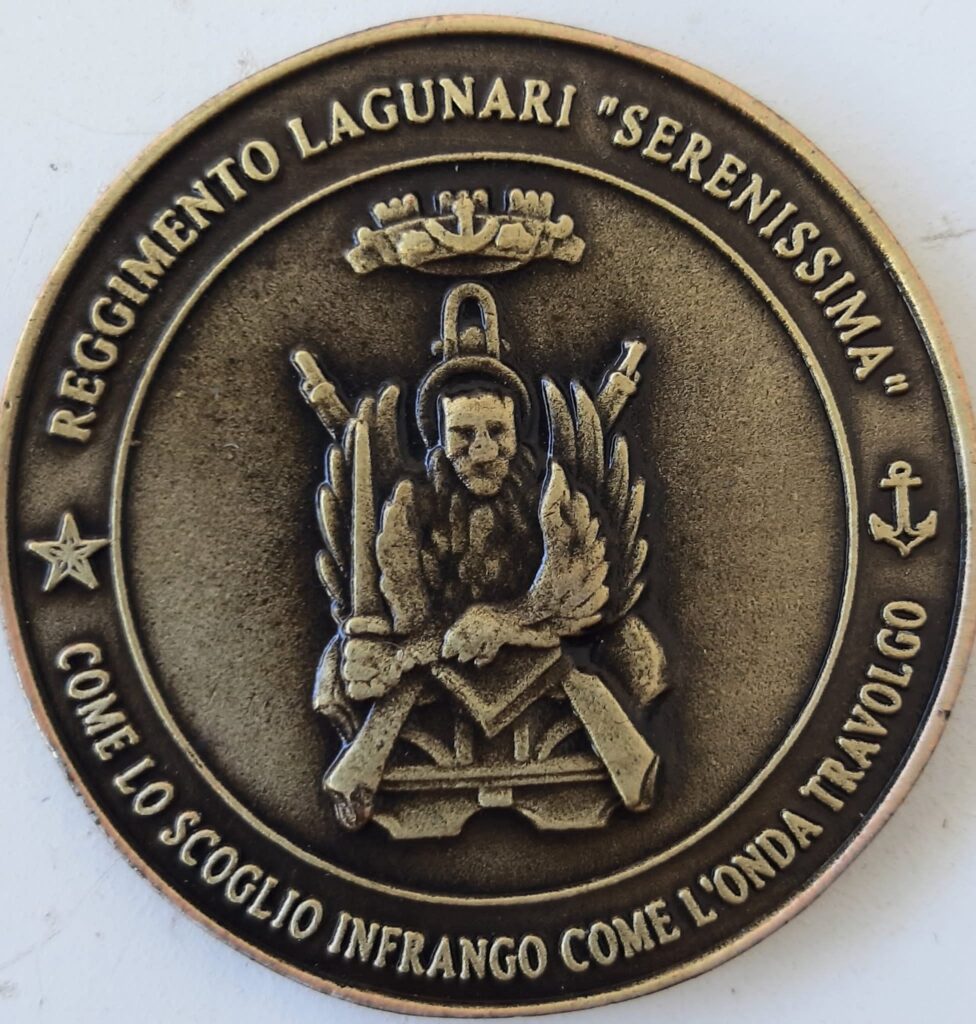 REGGIMENTO LAGUNARI "SERENISSIMA"
COME LO SCOGLIO INFRANGO COME L'ONDA TRAVOLGO